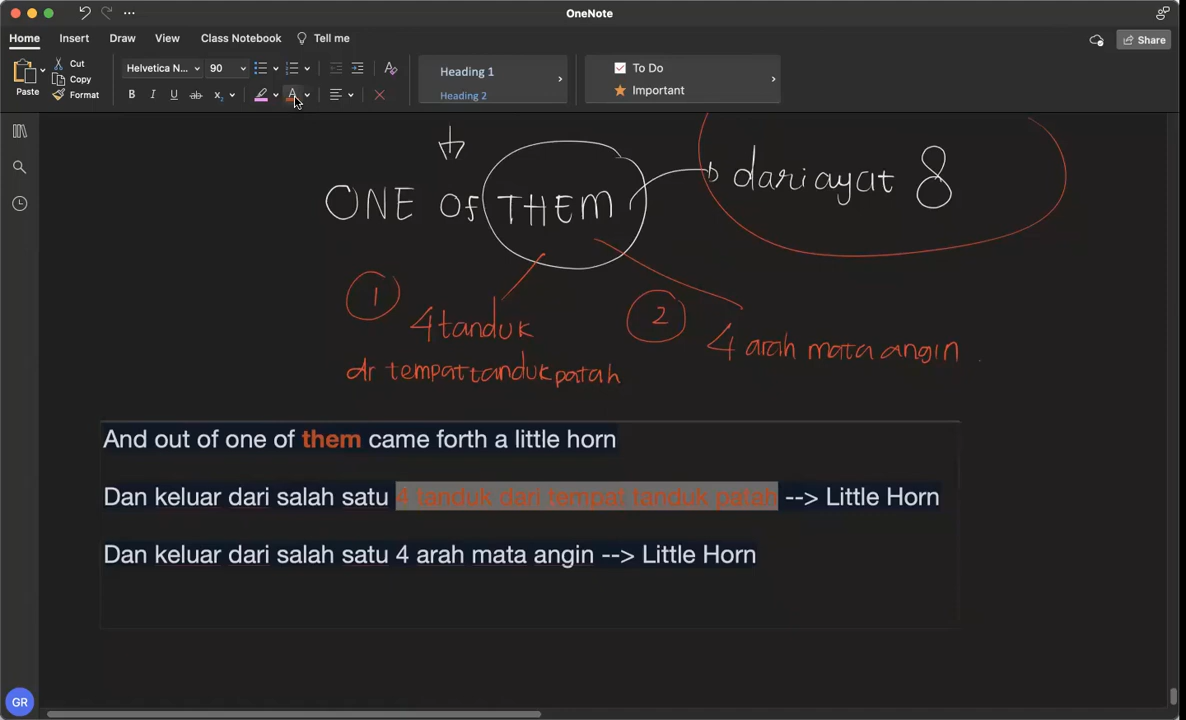 OneNote
Home Insert Draw View Class Notebook Tell me
Share
Paste
Cut
Copy
Format
Helvetica N... 90
Heading 1
Heading 2
To Do
Important
ONE Of THEM dari ayat 8
1 2
4 tanduk 4 arah mata angin
dr tempat tanduk patah
And out of one of them came forth a little horn
Dan keluar dari salah satu 4 tanduk dari tempat tanduk patah --> Little Horn
Dan keluar dari salah satu 4 arah mata angin --> Little Horn
GR